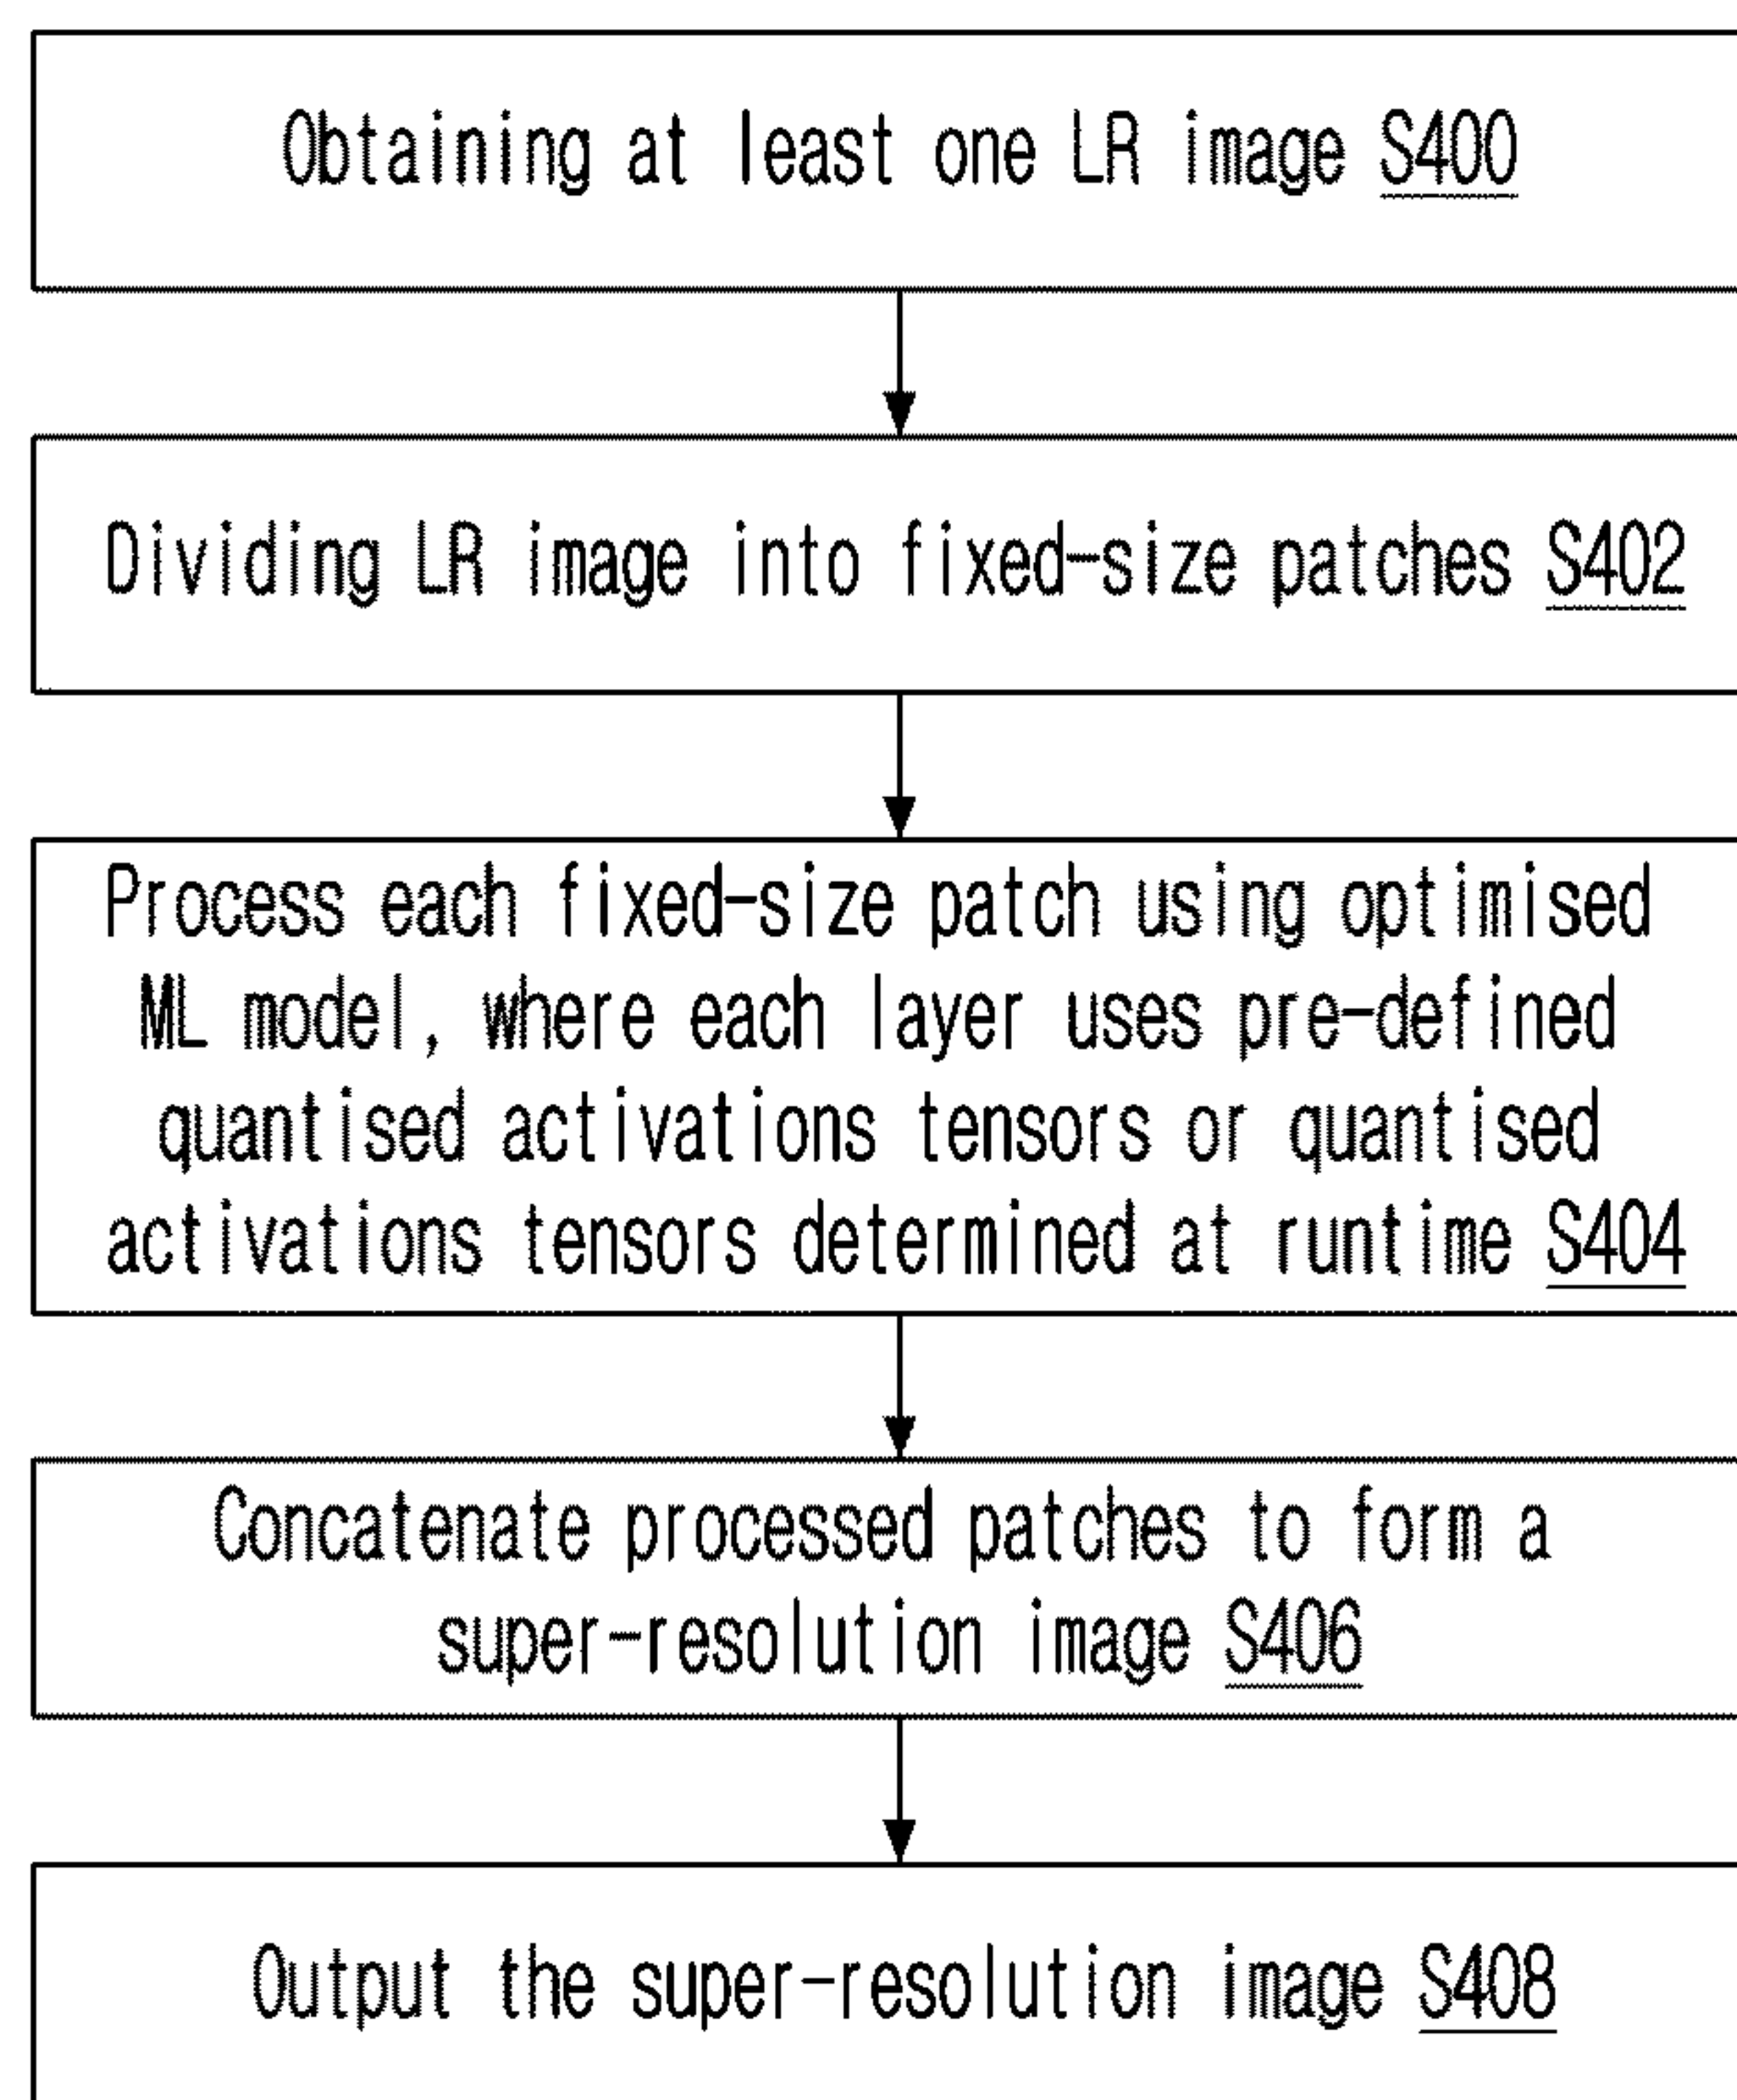 Obtaining at least one LR image S400
Dividing LR image into fixed-size patches S402
Process each fixed-size patch using optimised
ML model, where each layer uses pre-defined
quantised activations tensors or quantised
activations tensors determined at runtime S404
Concatenate processed patches to form a
super-resolution image S406
Output the super-resolution image S408